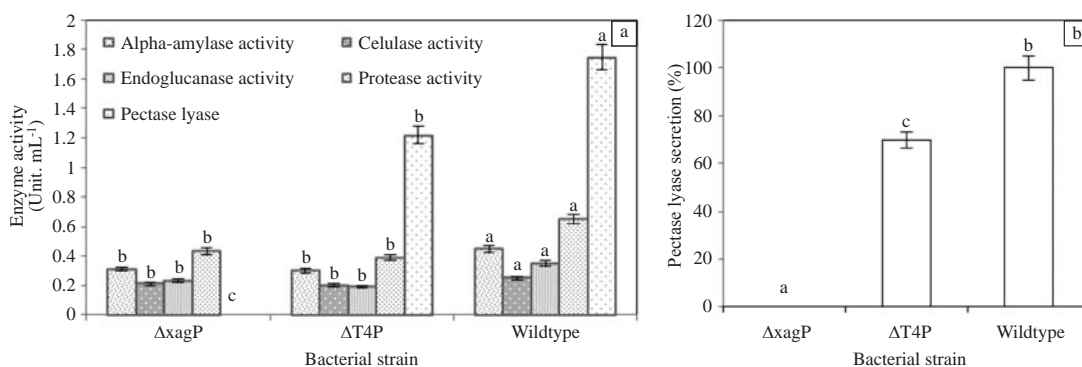 2
1.8
1.6
1.4
1.2
1
0.8
0.6
0.4
0.2
0
Enzyme activity
(Unit. mL-1)
Alpha-amylase activity
Celulase activity
Endoglucanase activity
Protease activity
Pectase lyase
a
b
b
b
b
c
b
b
b
b
b
a
a
a
a
a
ΔxagP
ΔT4P
Wildtype
Bacterial strain
b
120
100
80
60
40
20
0
Pectase lyase secretion (%)
a
c
b
ΔxagP
ΔT4P
Wildtype
Bacterial strain